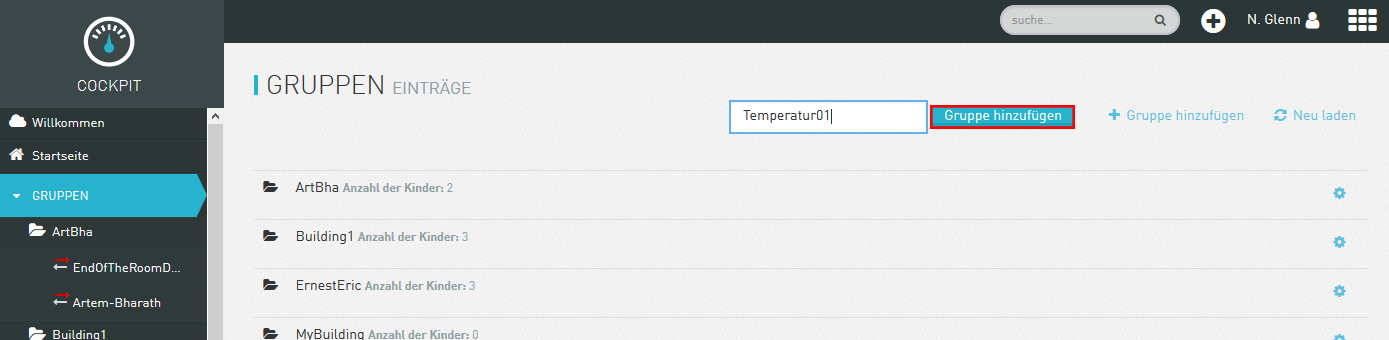 suche...
N. Glenn
COCKPIT
Willkommen
Startseite
GRUPPEN
ArtBha
EndOfTheRoomD...
Artem-Bharath
Building1
GRUPPEN EINTRÄGE
Temperatur01
Gruppe hinzufügen
Gruppe hinzufügen
Neu laden
ArtBha Anzahl der Kinder: 2
Building1 Anzahl der Kinder: 3
ErnestEric Anzahl der Kinder: 3
MyBuilding Anzahl der Kinder: 0